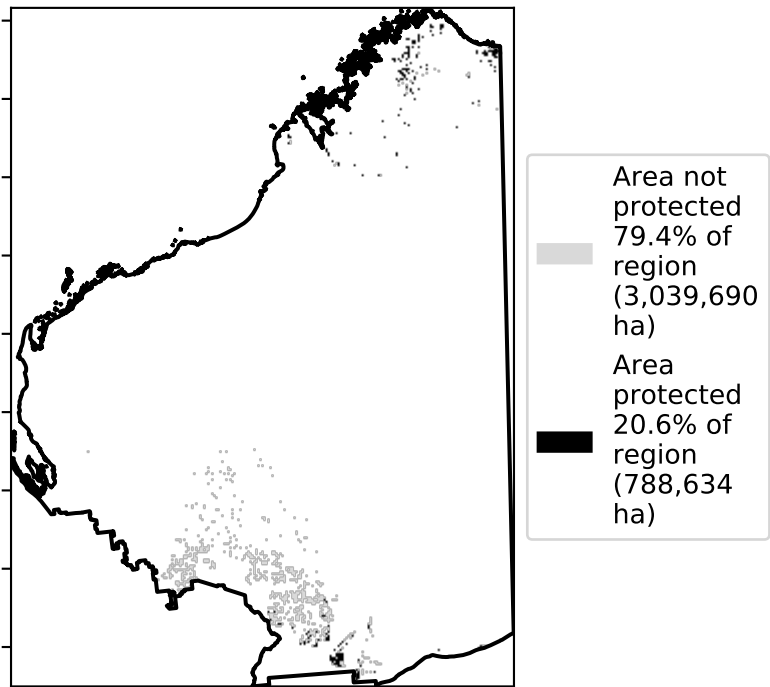 Area not
protected
79.4% of
region
(3,039,690
ha)
Area
protected
20.6% of
region
(788,634
ha)